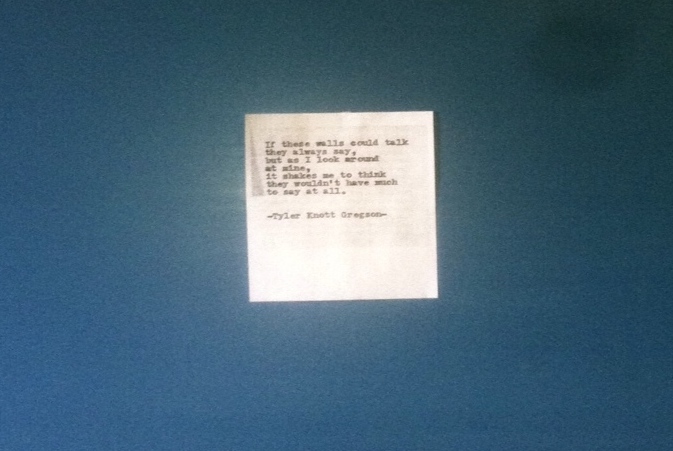 If these walls could talk
they always say,
but as I look around
at mine,
it shakes me to think
they wouldn't have much
to say at all.
-Tyler Knott Gregson-